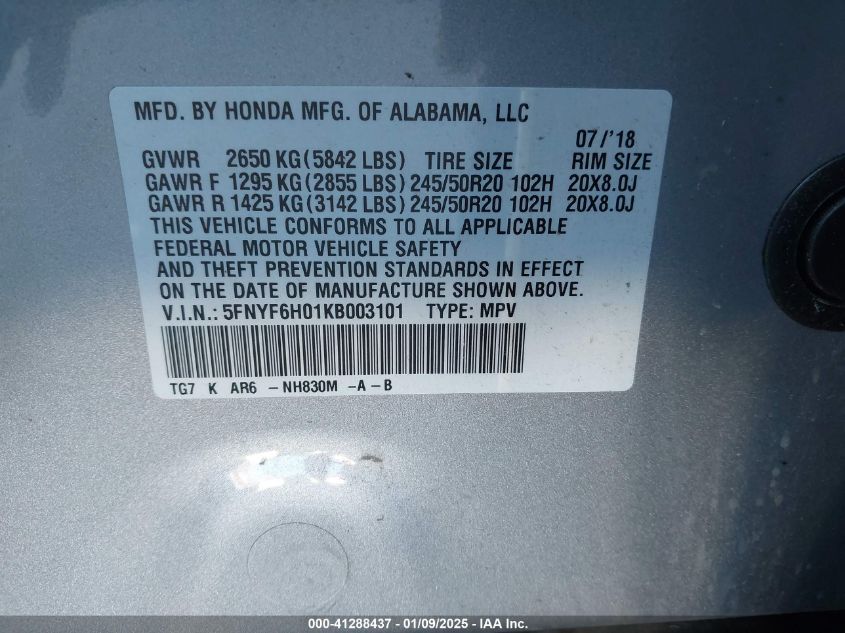 MFD. BY HONDA MFG. OF ALABAMA, LLC
07/'18
GVWR 2650 KG (5842 LBS) TIRE SIZE RIM SIZE
GAWR F 1295 KG (2855 LBS) 245/50R20 102H 20X8.0J
GAWR R 1425 KG (3142 LBS) 245/50R20 102H 20X8.0J
THIS VEHICLE CONFORMS TO ALL APPLICABLE
FEDERAL MOTOR VEHICLE SAFETY
AND THEFT PREVENTION STANDARDS IN EFFECT
ON THE DATE OF MANUFACTURE SHOWN ABOVE.
V.I.N.: 5FNYF6H01KB003101 TYPE: MPV
TG7 K AR6 -NH830M -A -B
000-41288437 - 01/09/2025 - IAA Inc.